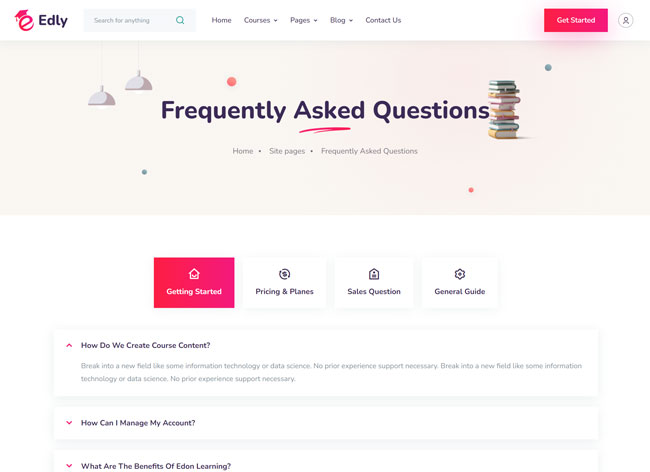 Edly
Search for anything
Home Courses Pages Blog Contact Us
Get Started
Frequently Asked Questions
Home • Site pages • Frequently Asked Questions
Getting Started
Pricing & Planes
Sales Question
General Guide
How Do We Create Course Content?
Break into a new field like some information technology or data science. No prior experience support necessary. Break into a new field like some information
technology or data science. No prior experience support necessary.
How Can I Manage My Account?
What Are The Benefits Of Edon Learning?